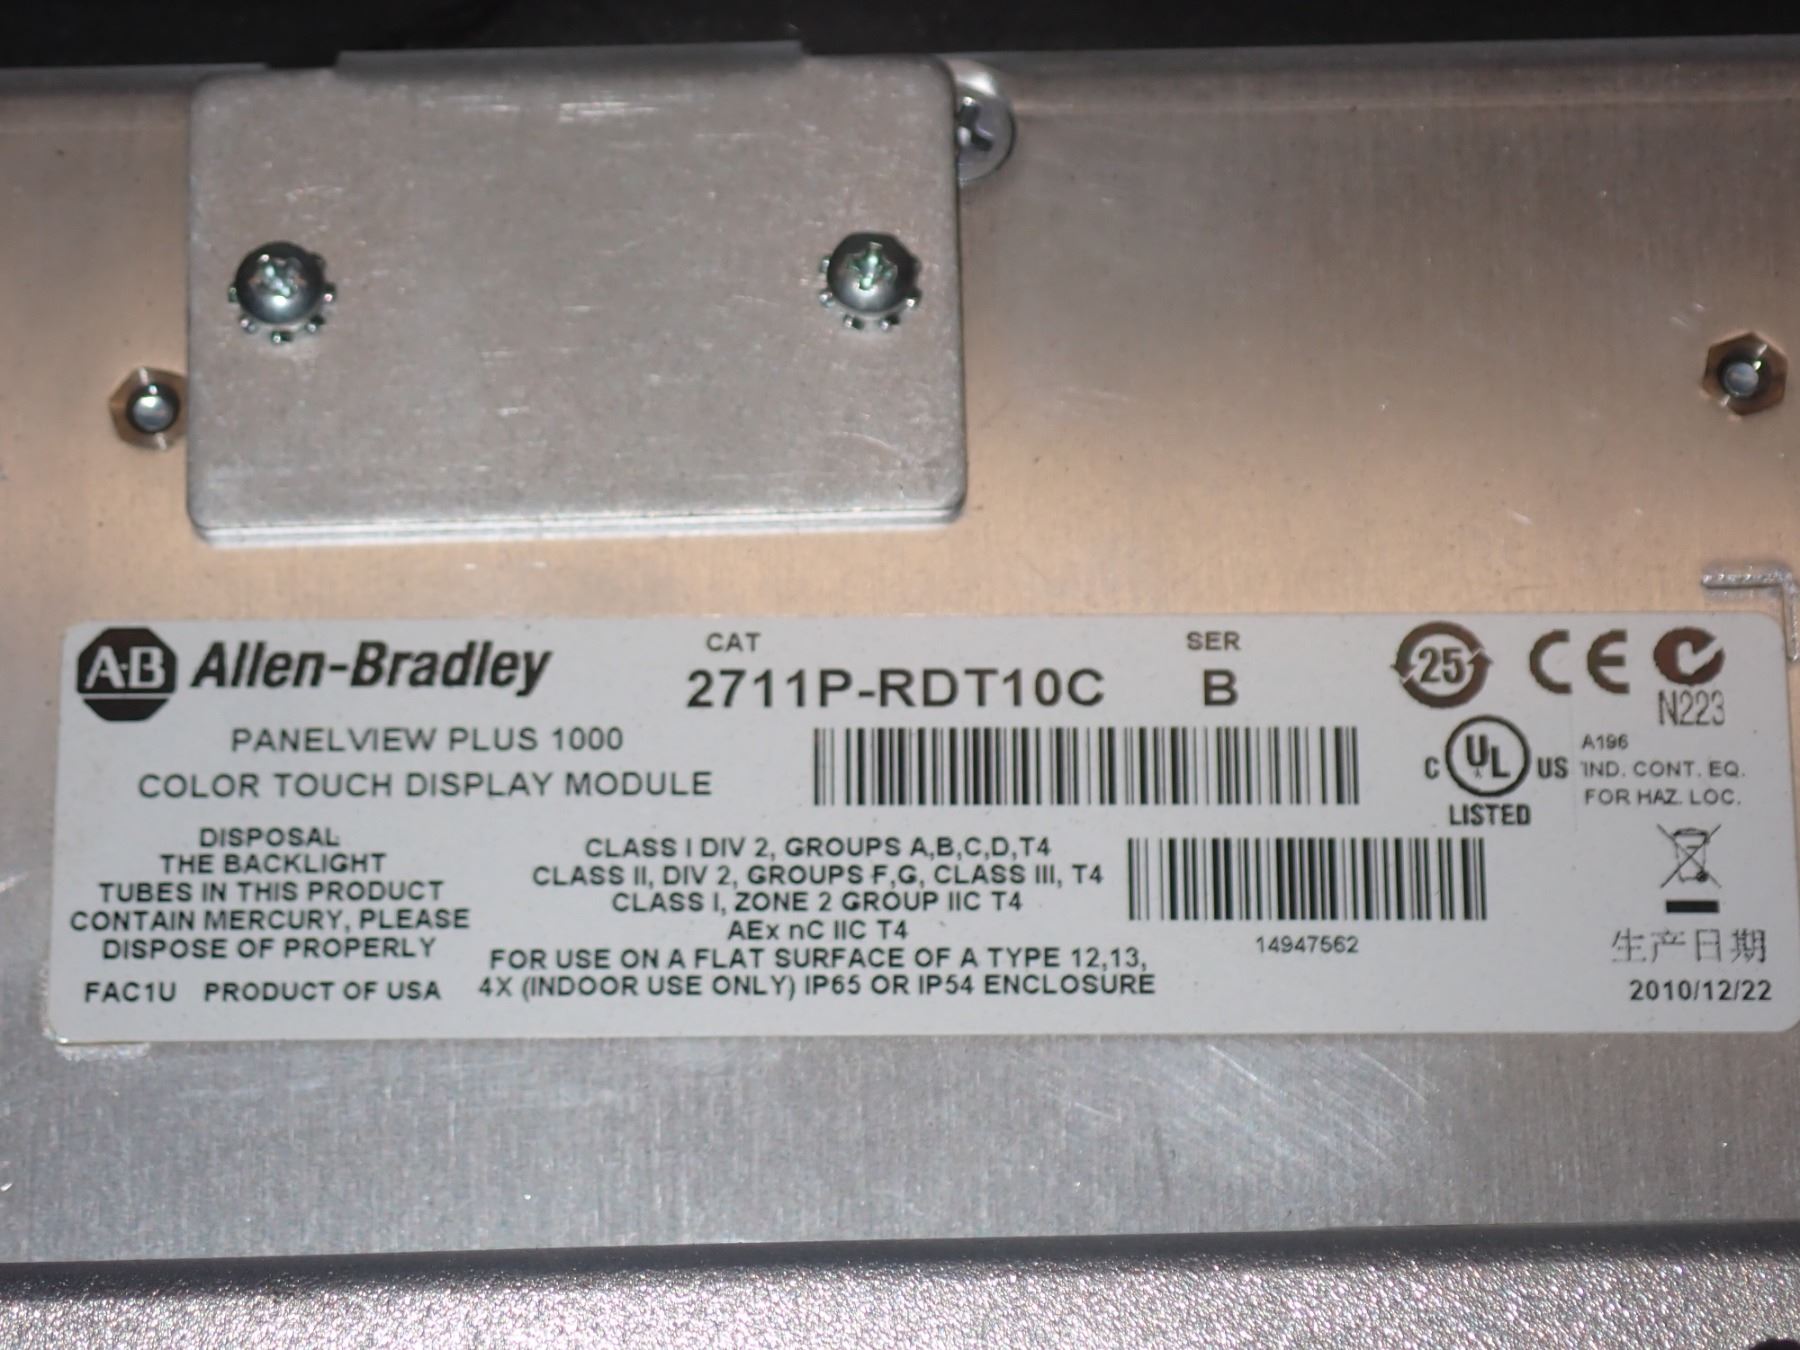 A-B Allen-Bradley
CAT
SER
2711P-RDT10C
B
25
CE
N223
PANELVIEW PLUS 1000
COLOR TOUCH DISPLAY MODULE
C UL US
LISTED
A196
IND. CONT. EQ.
FOR HAZ. LOC.
DISPOSAL
THE BACKLIGHT
TUBES IN THIS PRODUCT
CONTAIN MERCURY, PLEASE
DISPOSE OF PROPERLY
FAC1U PRODUCT OF USA
CLASS I DIV 2, GROUPS A,B,C,D,T4
CLASS II, DIV 2, GROUPS F,G, CLASS III, T4
CLASS I, ZONE 2 GROUP IIC T4
AEx nC IIC T4
FOR USE ON A FLAT SURFACE OF A TYPE 12,13,
4X (INDOOR USE ONLY) IP65 OR IP54 ENCLOSURE
14947562
生产日期
2010/12/22